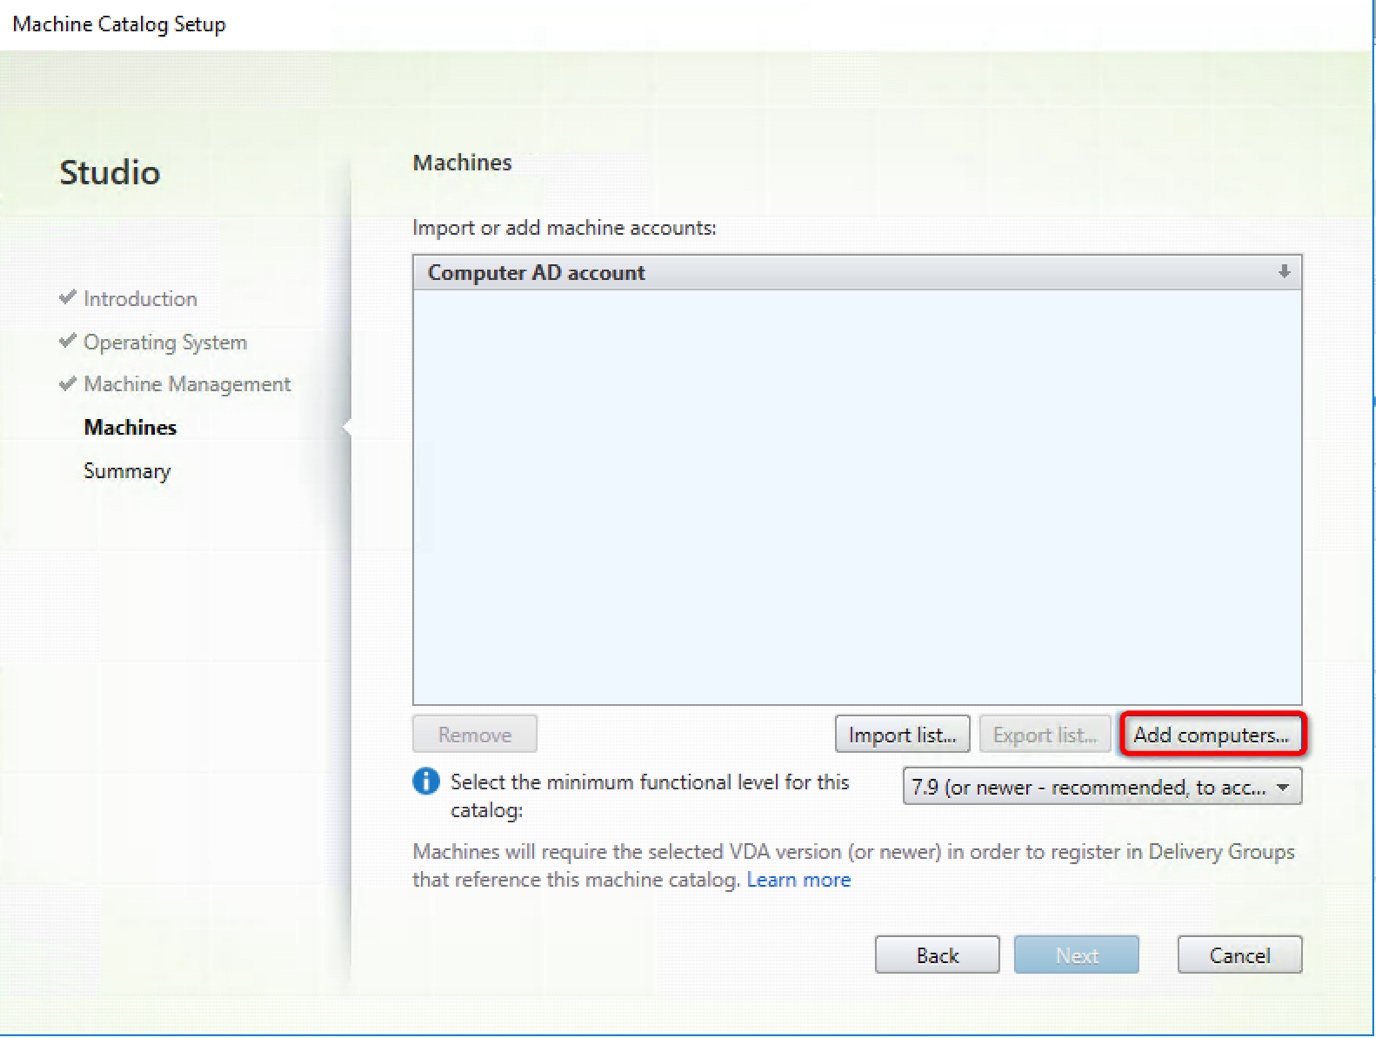 Machine Catalog Setup
Studio
Introduction
Operating System
Machine Management
Machines
Summary
Machines
Import or add machine accounts:
Computer AD account
Remove
Import list...
Export list...
Add computers...
Select the minimum functional level for this
catalog:
7.9 (or newer - recommended, to acc...
Machines will require the selected VDA version (or newer) in order to register in Delivery Groups
that reference this machine catalog. Learn more
Back
Next
Cancel